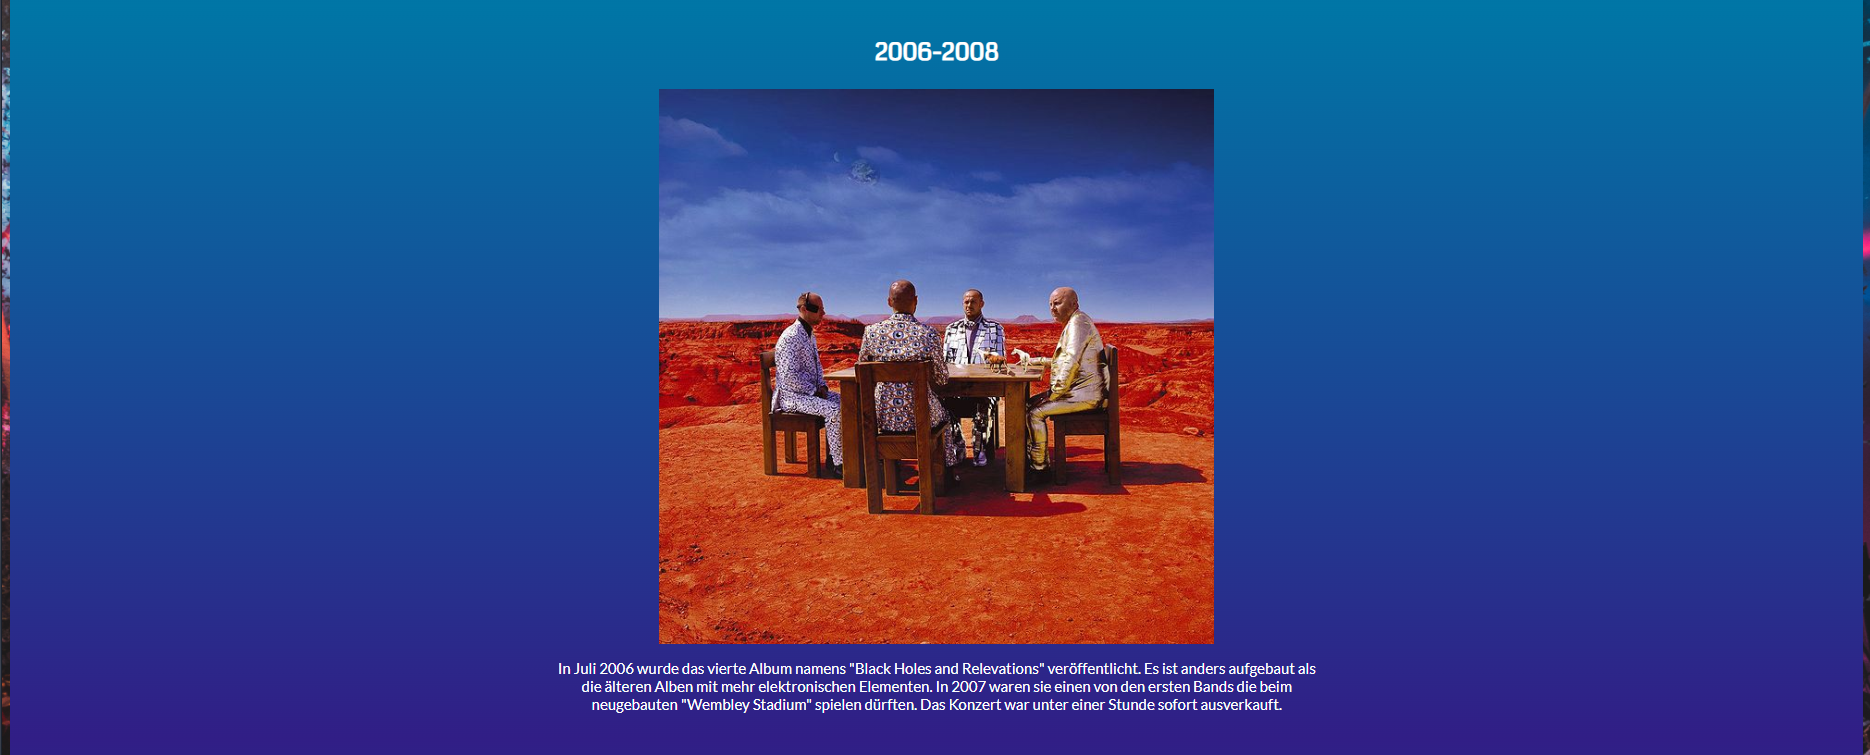 2006-2008
In Juli 2006 wurde das vierte Album namens "Black Holes and Relevations" veröffentlicht. Es ist anders aufgebaut als
die älteren Alben mit mehr elektronischen Elementen. In 2007 waren sie einen von den ersten Bands die beim
neugebauten "Wembley Stadium" spielen dürften. Das Konzert war unter einer Stunde sofort ausverkauft.